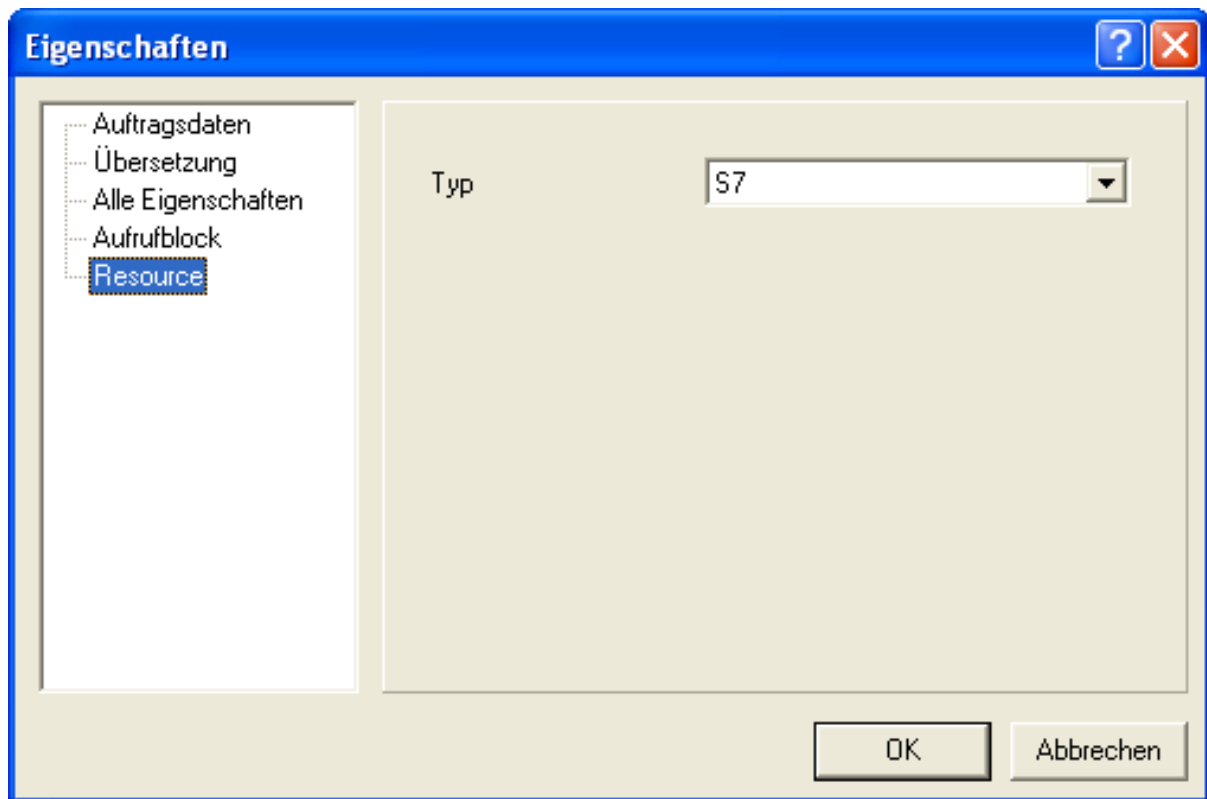 Eigenschaften
Auftragsdaten
Übersetzung
Alle Eigenschaften
Aufrufblock
Resource
Typ
S7
OK
Abbrechen